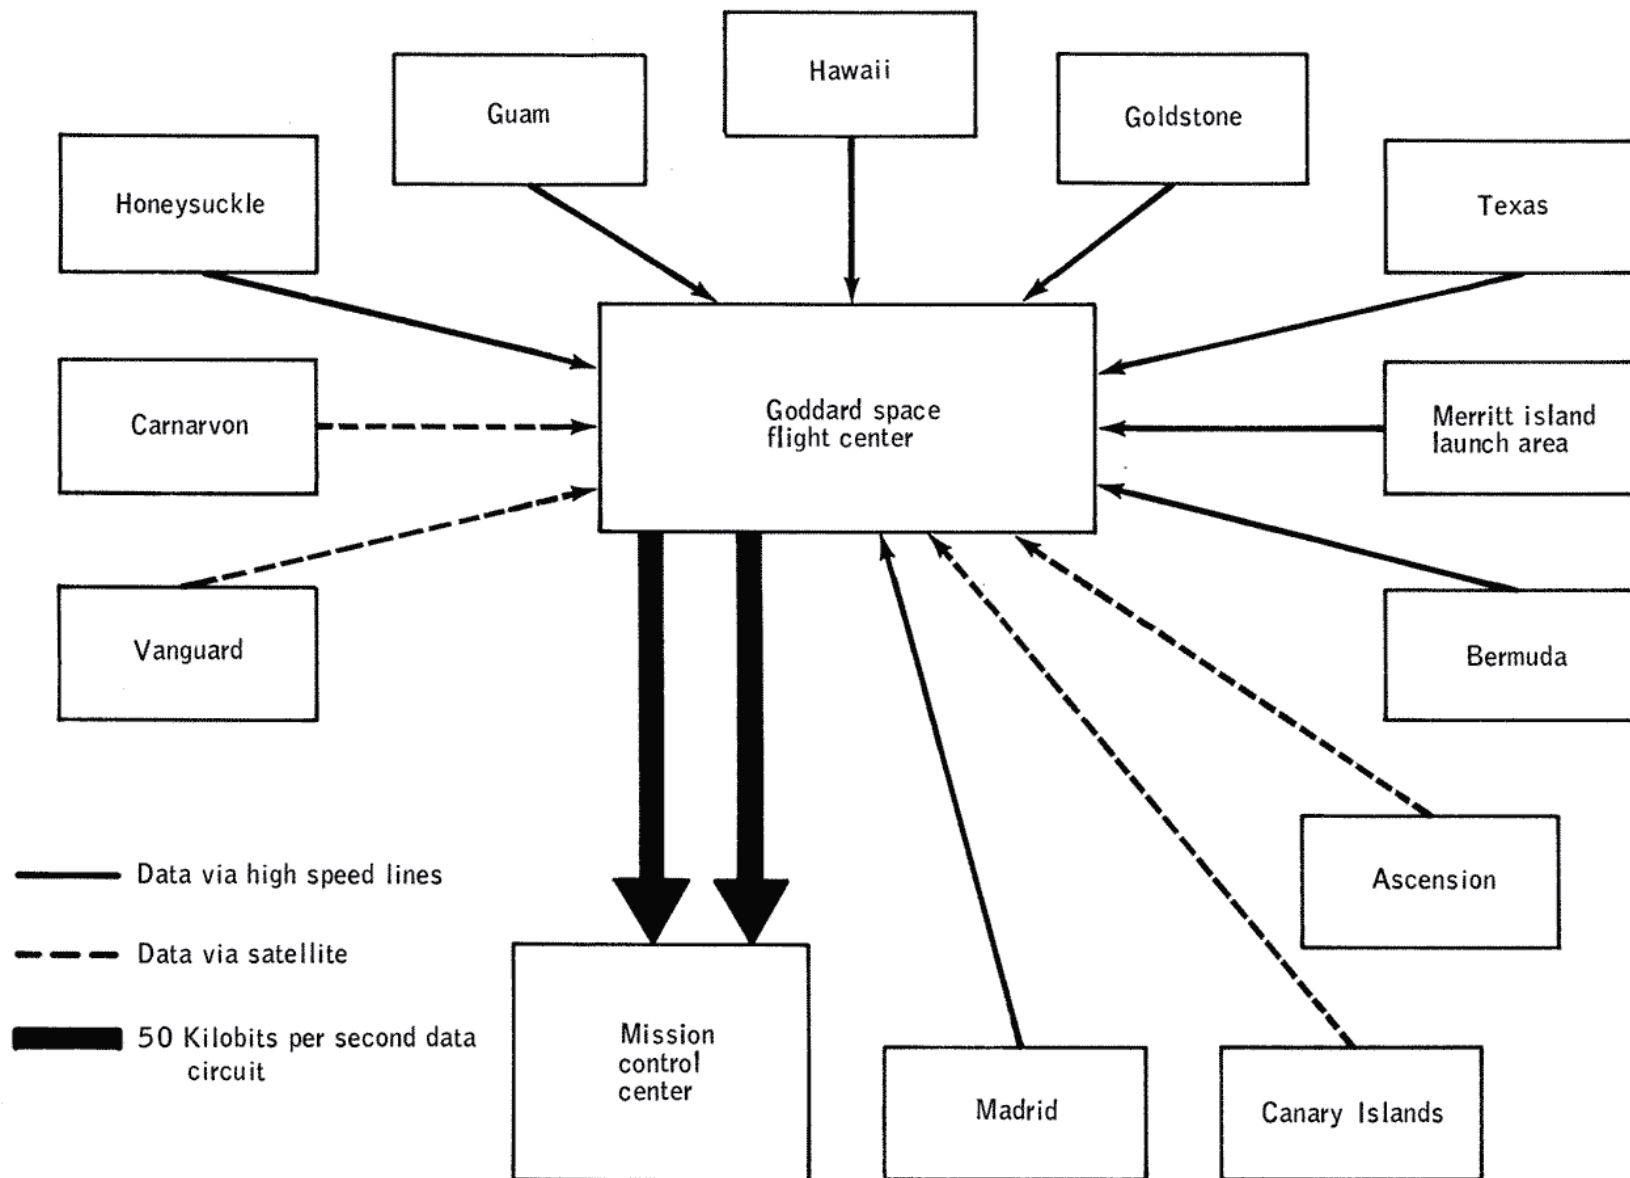 Hawaii
Guam
Goldstone
Honeysuckle
Texas
Carnarvon
Goddard space
flight center
Merritt island
launch area
Vanguard
Bermuda
Ascension
Data via high speed lines
Data via satellite
50 Kilobits per second data
circuit
Mission
control
center
Madrid
Canary Islands